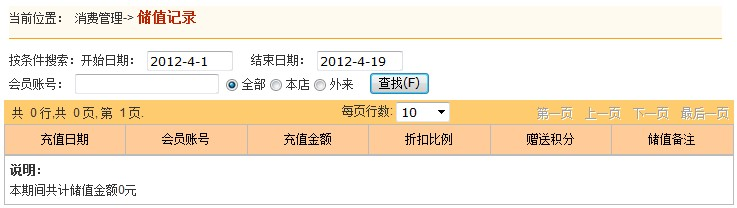 当前位置： 消费管理-> 储值记录
按条件搜索：开始日期： 2012-4-1 结束日期： 2012-4-19
会员账号： 全部 本店 外来 查找(F)
共 0行,共 0页, 第 1页. 每页行数: 10 第一页 上一页 下一页 最后一页
充值日期 会员账号 充值金额 折扣比例 赠送积分 储值备注
说明：
本期间共计储值金额0元